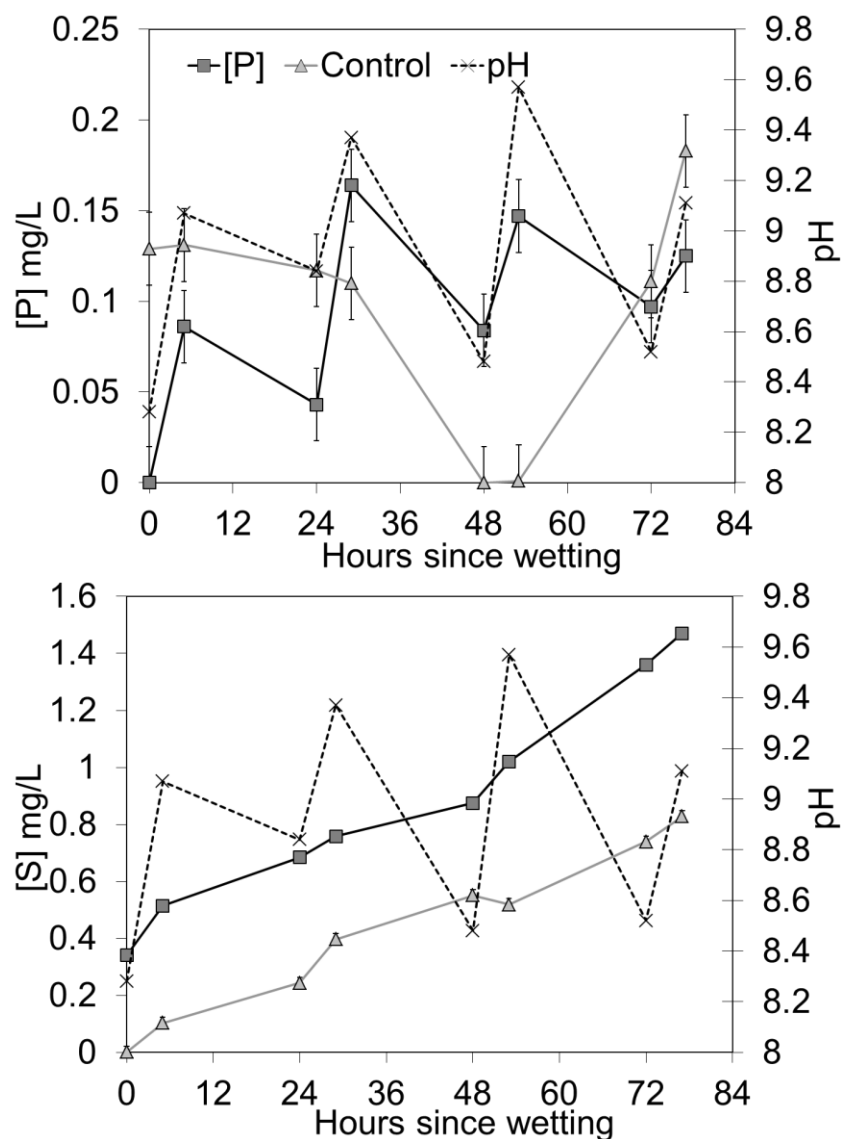 0.25 9.8
[P] Control pH
9.6
0.2 9.4
9.2
0.15 9
0.1 8.8
8.6
0.05 8.4
8.2
0 8
[P] mg/L
pH
0 12 24 36 48 60 72 84
Hours since wetting
1.6 9.8
1.4 9.6
1.2 9.4
1 9.2
0.8 9
0.6 8.8
0.4 8.6
0.2 8.4
0 8.2
8
[S] mg/L
pH
0 12 24 36 48 60 72 84
Hours since wetting